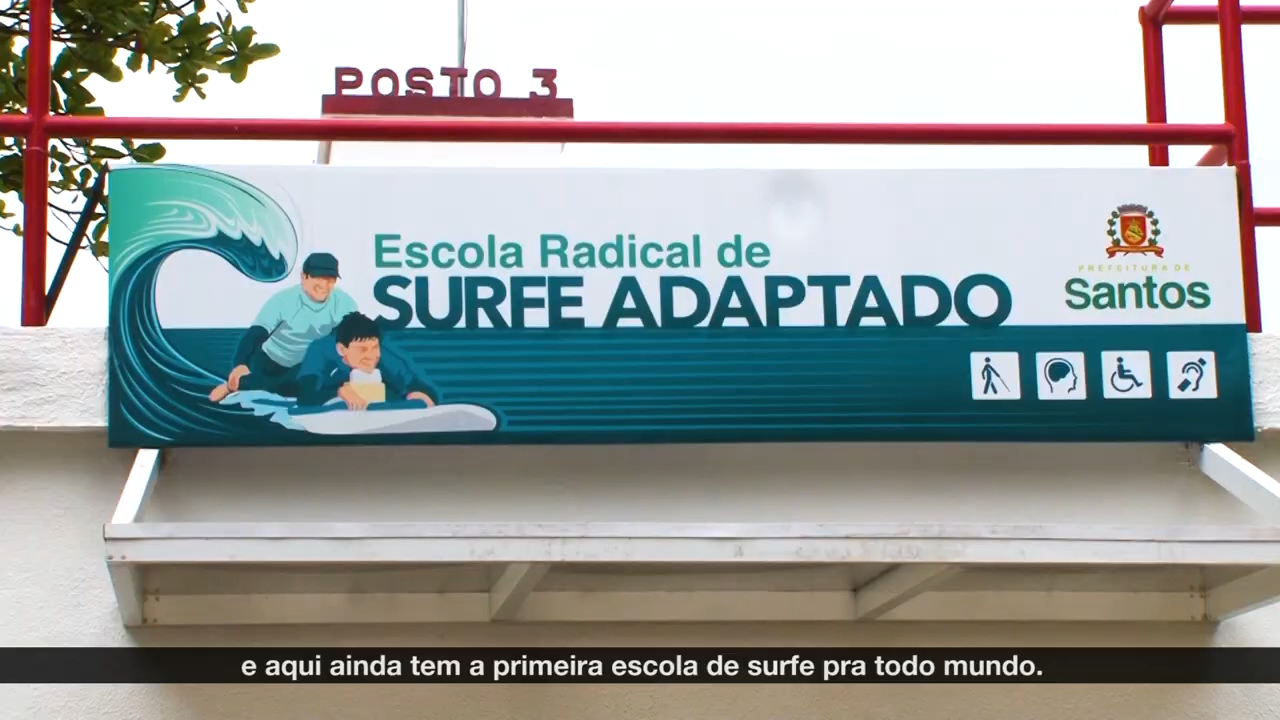 POSTO 3
Escola Radical de
SURFE ADAPTADO
PREFEITURA DE
Santos
e aqui ainda tem a primeira escola de surfe pra todo mundo.